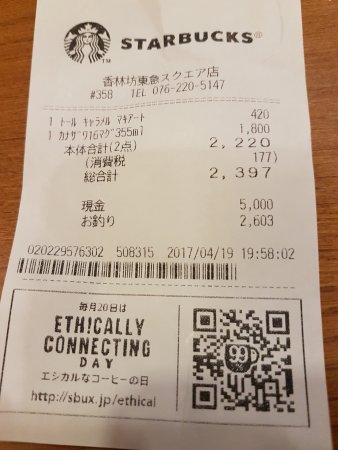 STARBUCKS®
TM
香林坊東急スクエア店
#358 TEL 076-220-5147
1 トール キャラメル マキアート 420
1 カナザワ16マグ355ml 1,800
本体合計(2点) 2,220
(消費税 177)
総合計 2,397
現金 5,000
お釣り 2,603
020229576302 508315 2017/04/19 19:58:02
毎月20日は
ETH!CALLY
CONNECTING
DAY
エシカルなコーヒーの日
http://sbux.jp/ethical